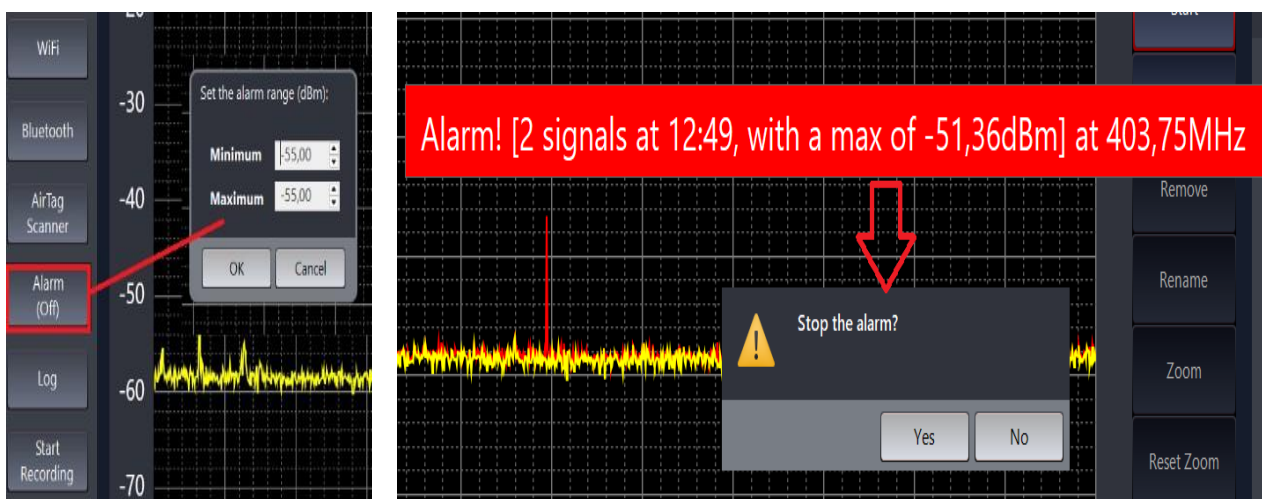 WiFi
Bluetooth
AirTag
Scanner
Alarm
(Off)
Log
Start
Recording
-30
-40
-50
-60
-70
Set the alarm range (dBm):
Minimum -55,00
Maximum -55,00
OK Cancel
Start
Alarm! [2 signals at 12:49, with a max of -51,36dBm] at 403,75MHz
Remove
Rename
Zoom
Reset Zoom
Stop the alarm?
Yes No